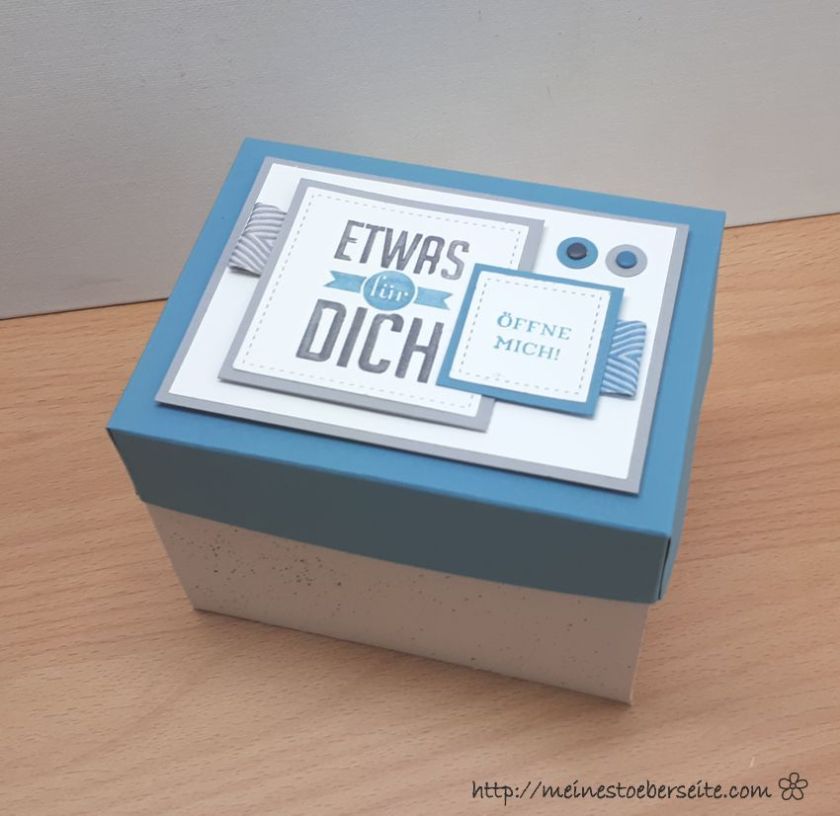 ETWAS
für
DICH
ÖFFNE
MICH!
http://meinestoeberseite.com